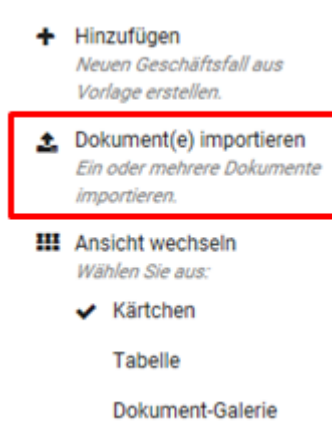 Hinzufügen
Neuen Geschäftsfall aus
Vorlage erstellen.
Dokument(e) importieren
Ein oder mehrere Dokumente
importieren.
Ansicht wechseln
Wählen Sie aus:
Kärtchen
Tabelle
Dokument-Galerie